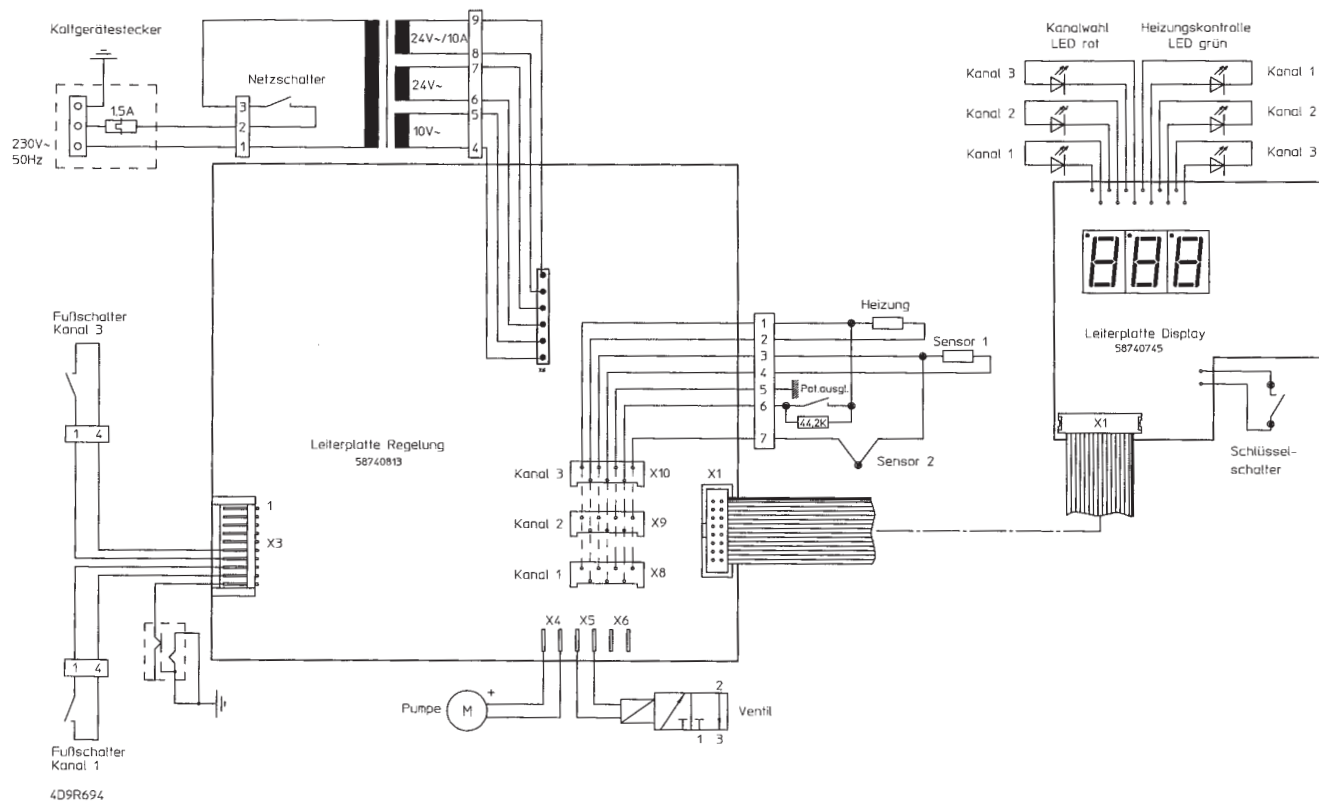 Kaltgerätestecker
1,5A
230V~
50Hz
Netzschalter
3
2
1
24V~/10A
24V~
10V~
9
8
7
6
5
4
Kanalwahl
LED rot
Heizungskontrolle
LED grün
Kanal 3
Kanal 2
Kanal 1
Kanal 1
Kanal 2
Kanal 3
Leiterplatte Display
58740745
X1
Schlüssel-
schalter
Fußschalter
Kanal 3
1 4
Leiterplatte Regelung
58740813
1
X3
Heizung
Sensor 1
1
2
3
4
5
6
7
Pot.ausgl.
44,2K
Sensor 2
Kanal 3 X10
Kanal 2 X9
Kanal 1 X8
X1
X4 X5 X6
1 4
Fußschalter
Kanal 1
Pumpe
M
+
2
1 3
Ventil
4D9R694